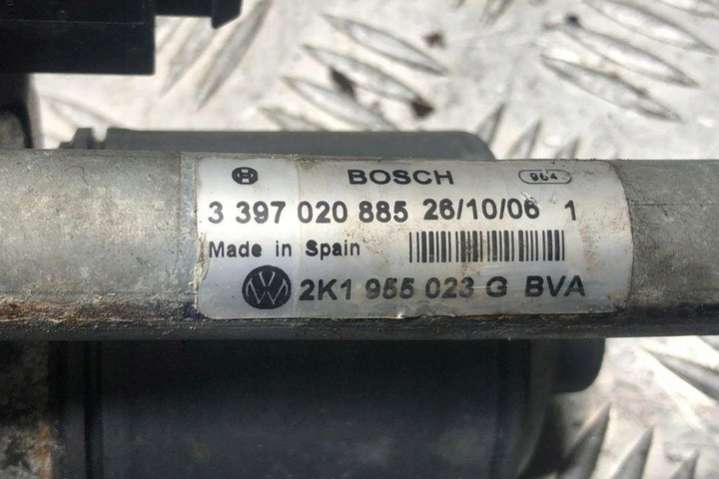 BOSCH 964
3 397 020 885 26/10/06 1
Made in Spain
2K1 955 023 G BVA